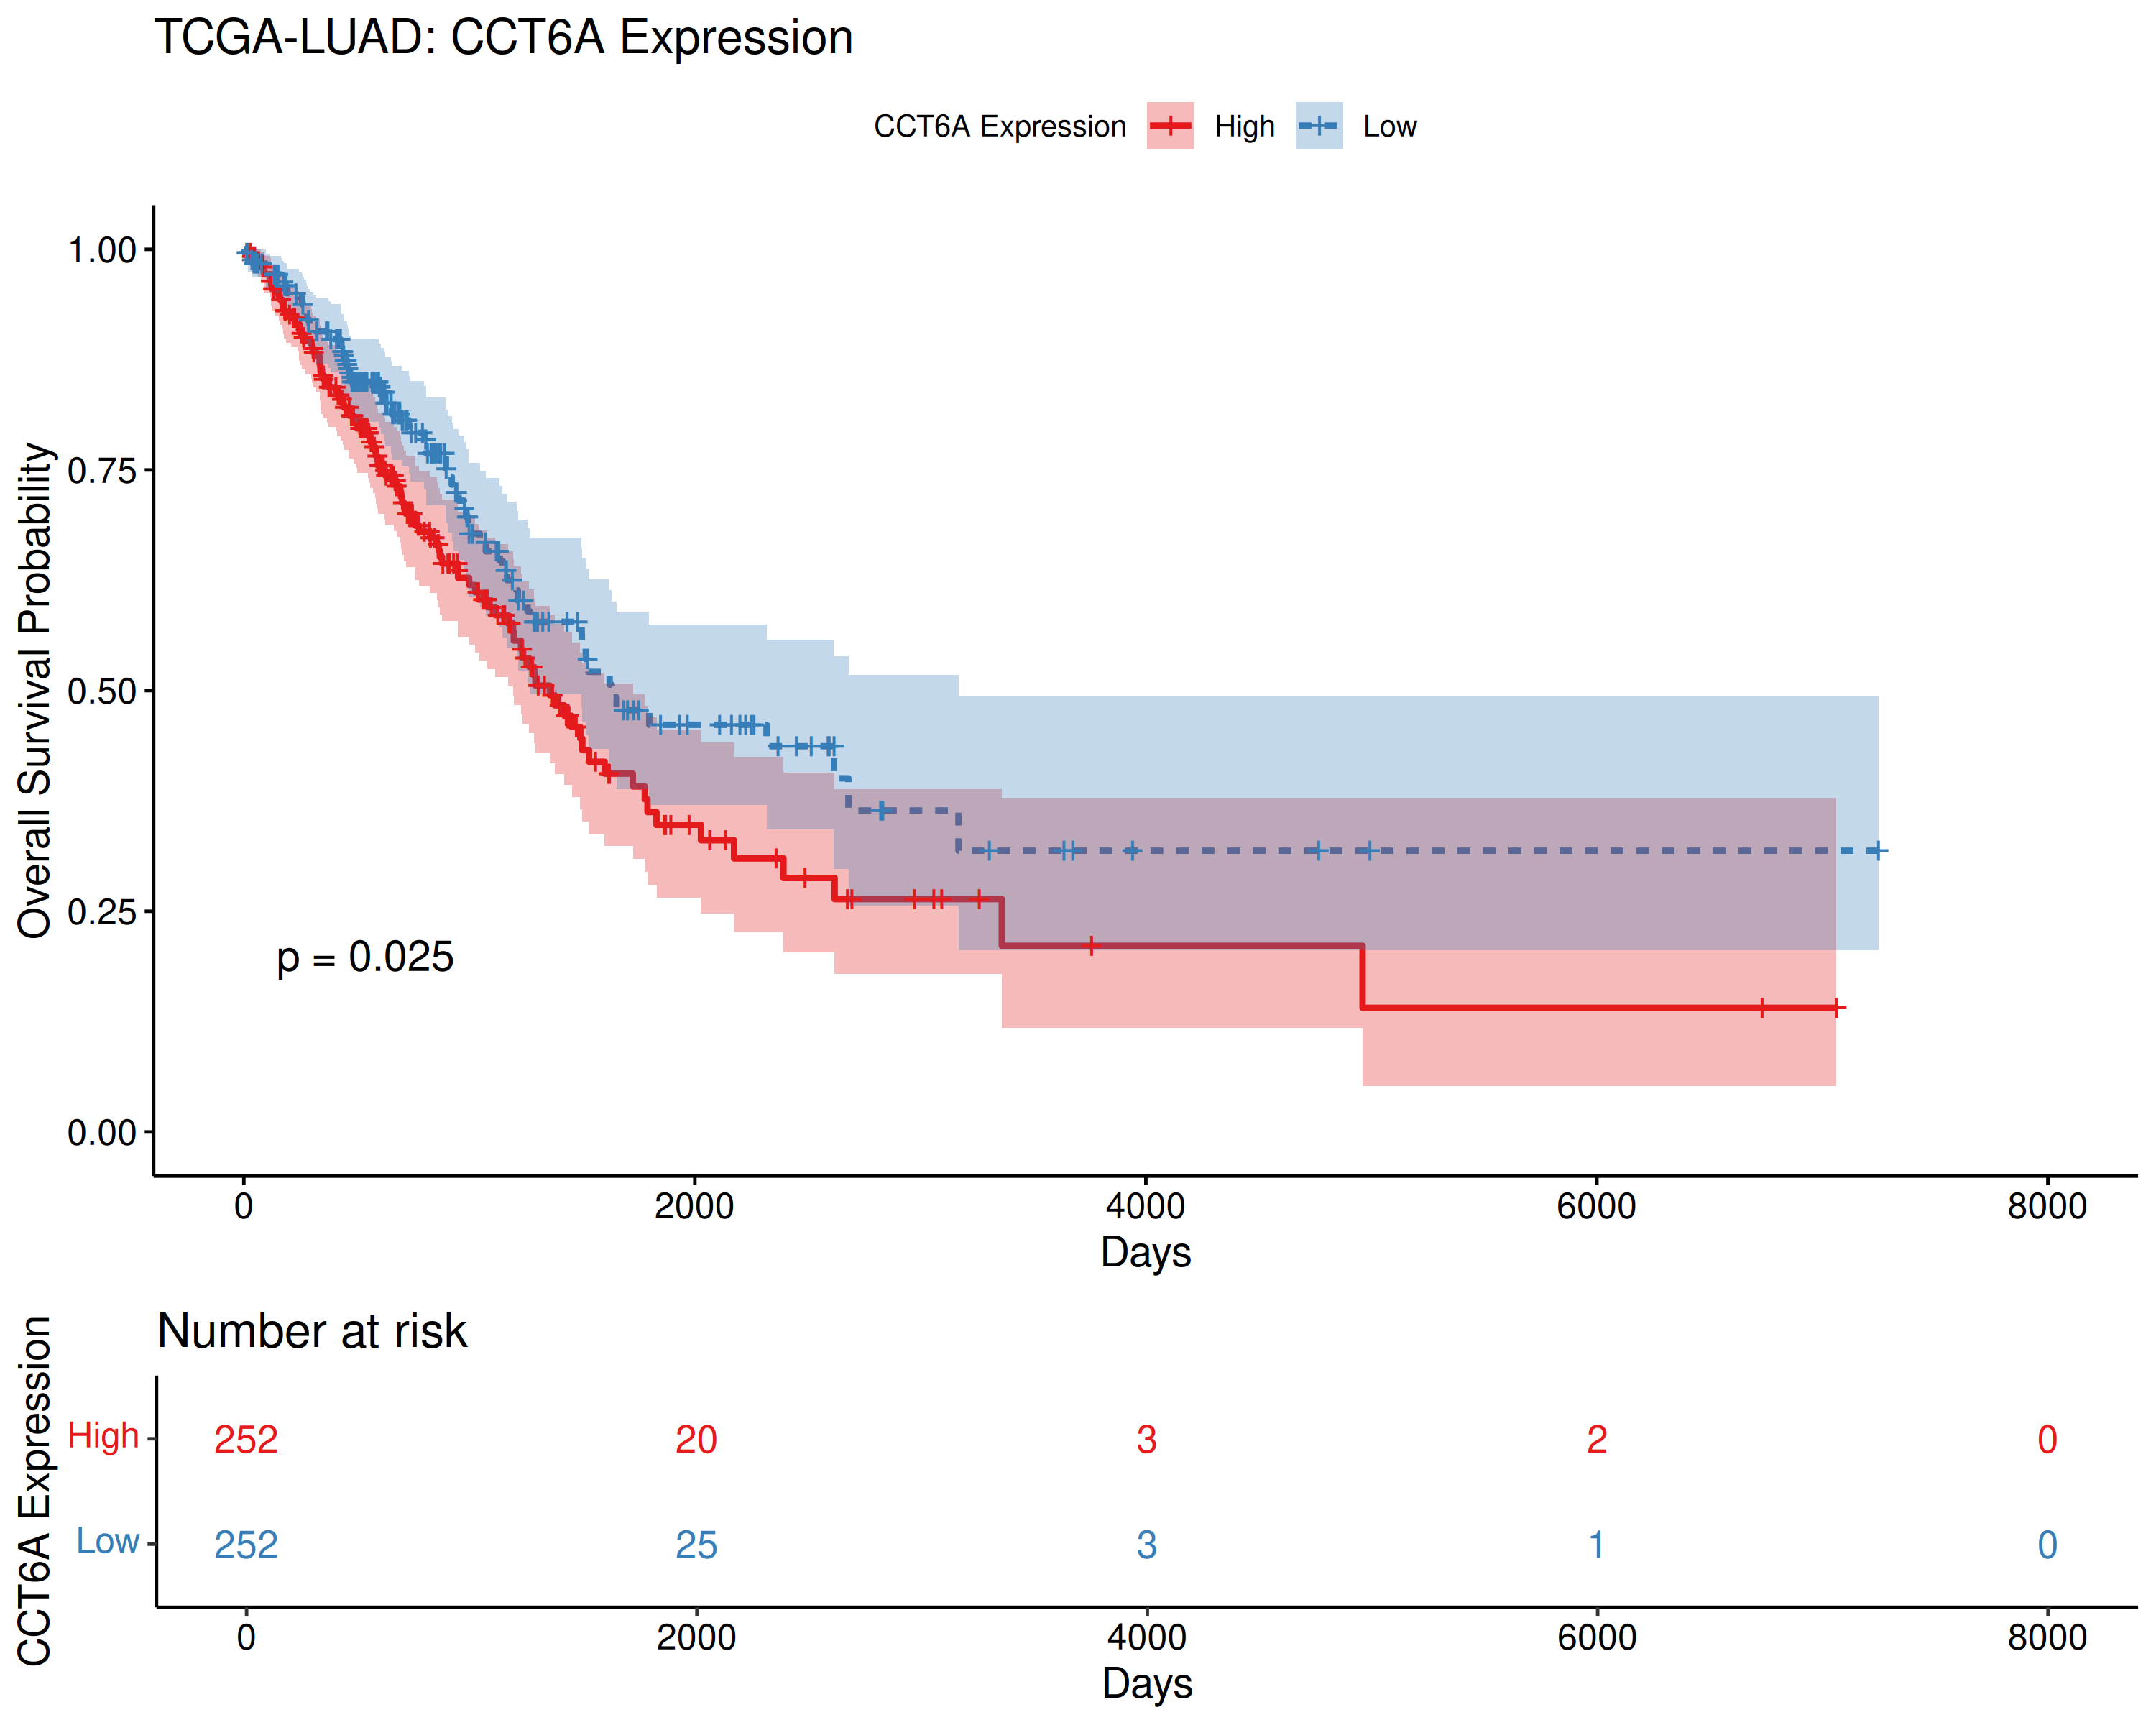 TCGA-LUAD: CCT6A Expression
CCT6A Expression High Low
Overall Survival Probability
1.00
0.75
0.50
0.25
0.00
p = 0.025
0 2000 4000 6000 8000
Days
Number at risk
CCT6A Expression
High 252 20 3 2 0
Low 252 25 3 1 0
0 2000 4000 6000 8000
Days